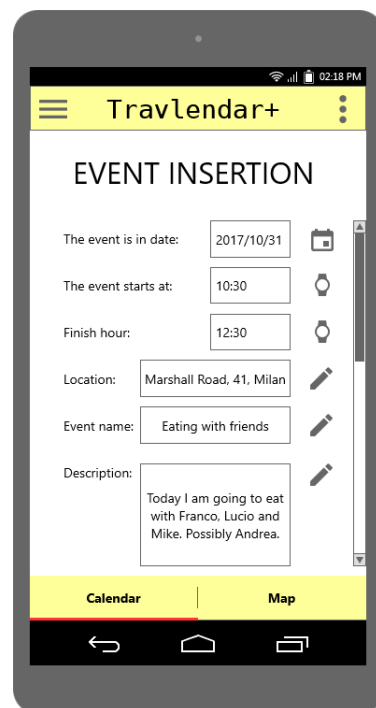 02:18 PM
Travlendar+
EVENT INSERTION
The event is in date: 2017/10/31
The event starts at: 10:30
Finish hour: 12:30
Location: Marshall Road, 41, Milan
Event name: Eating with friends
Description:
Today I am going to eat
with Franco, Lucio and
Mike. Possibly Andrea.
Calendar Map